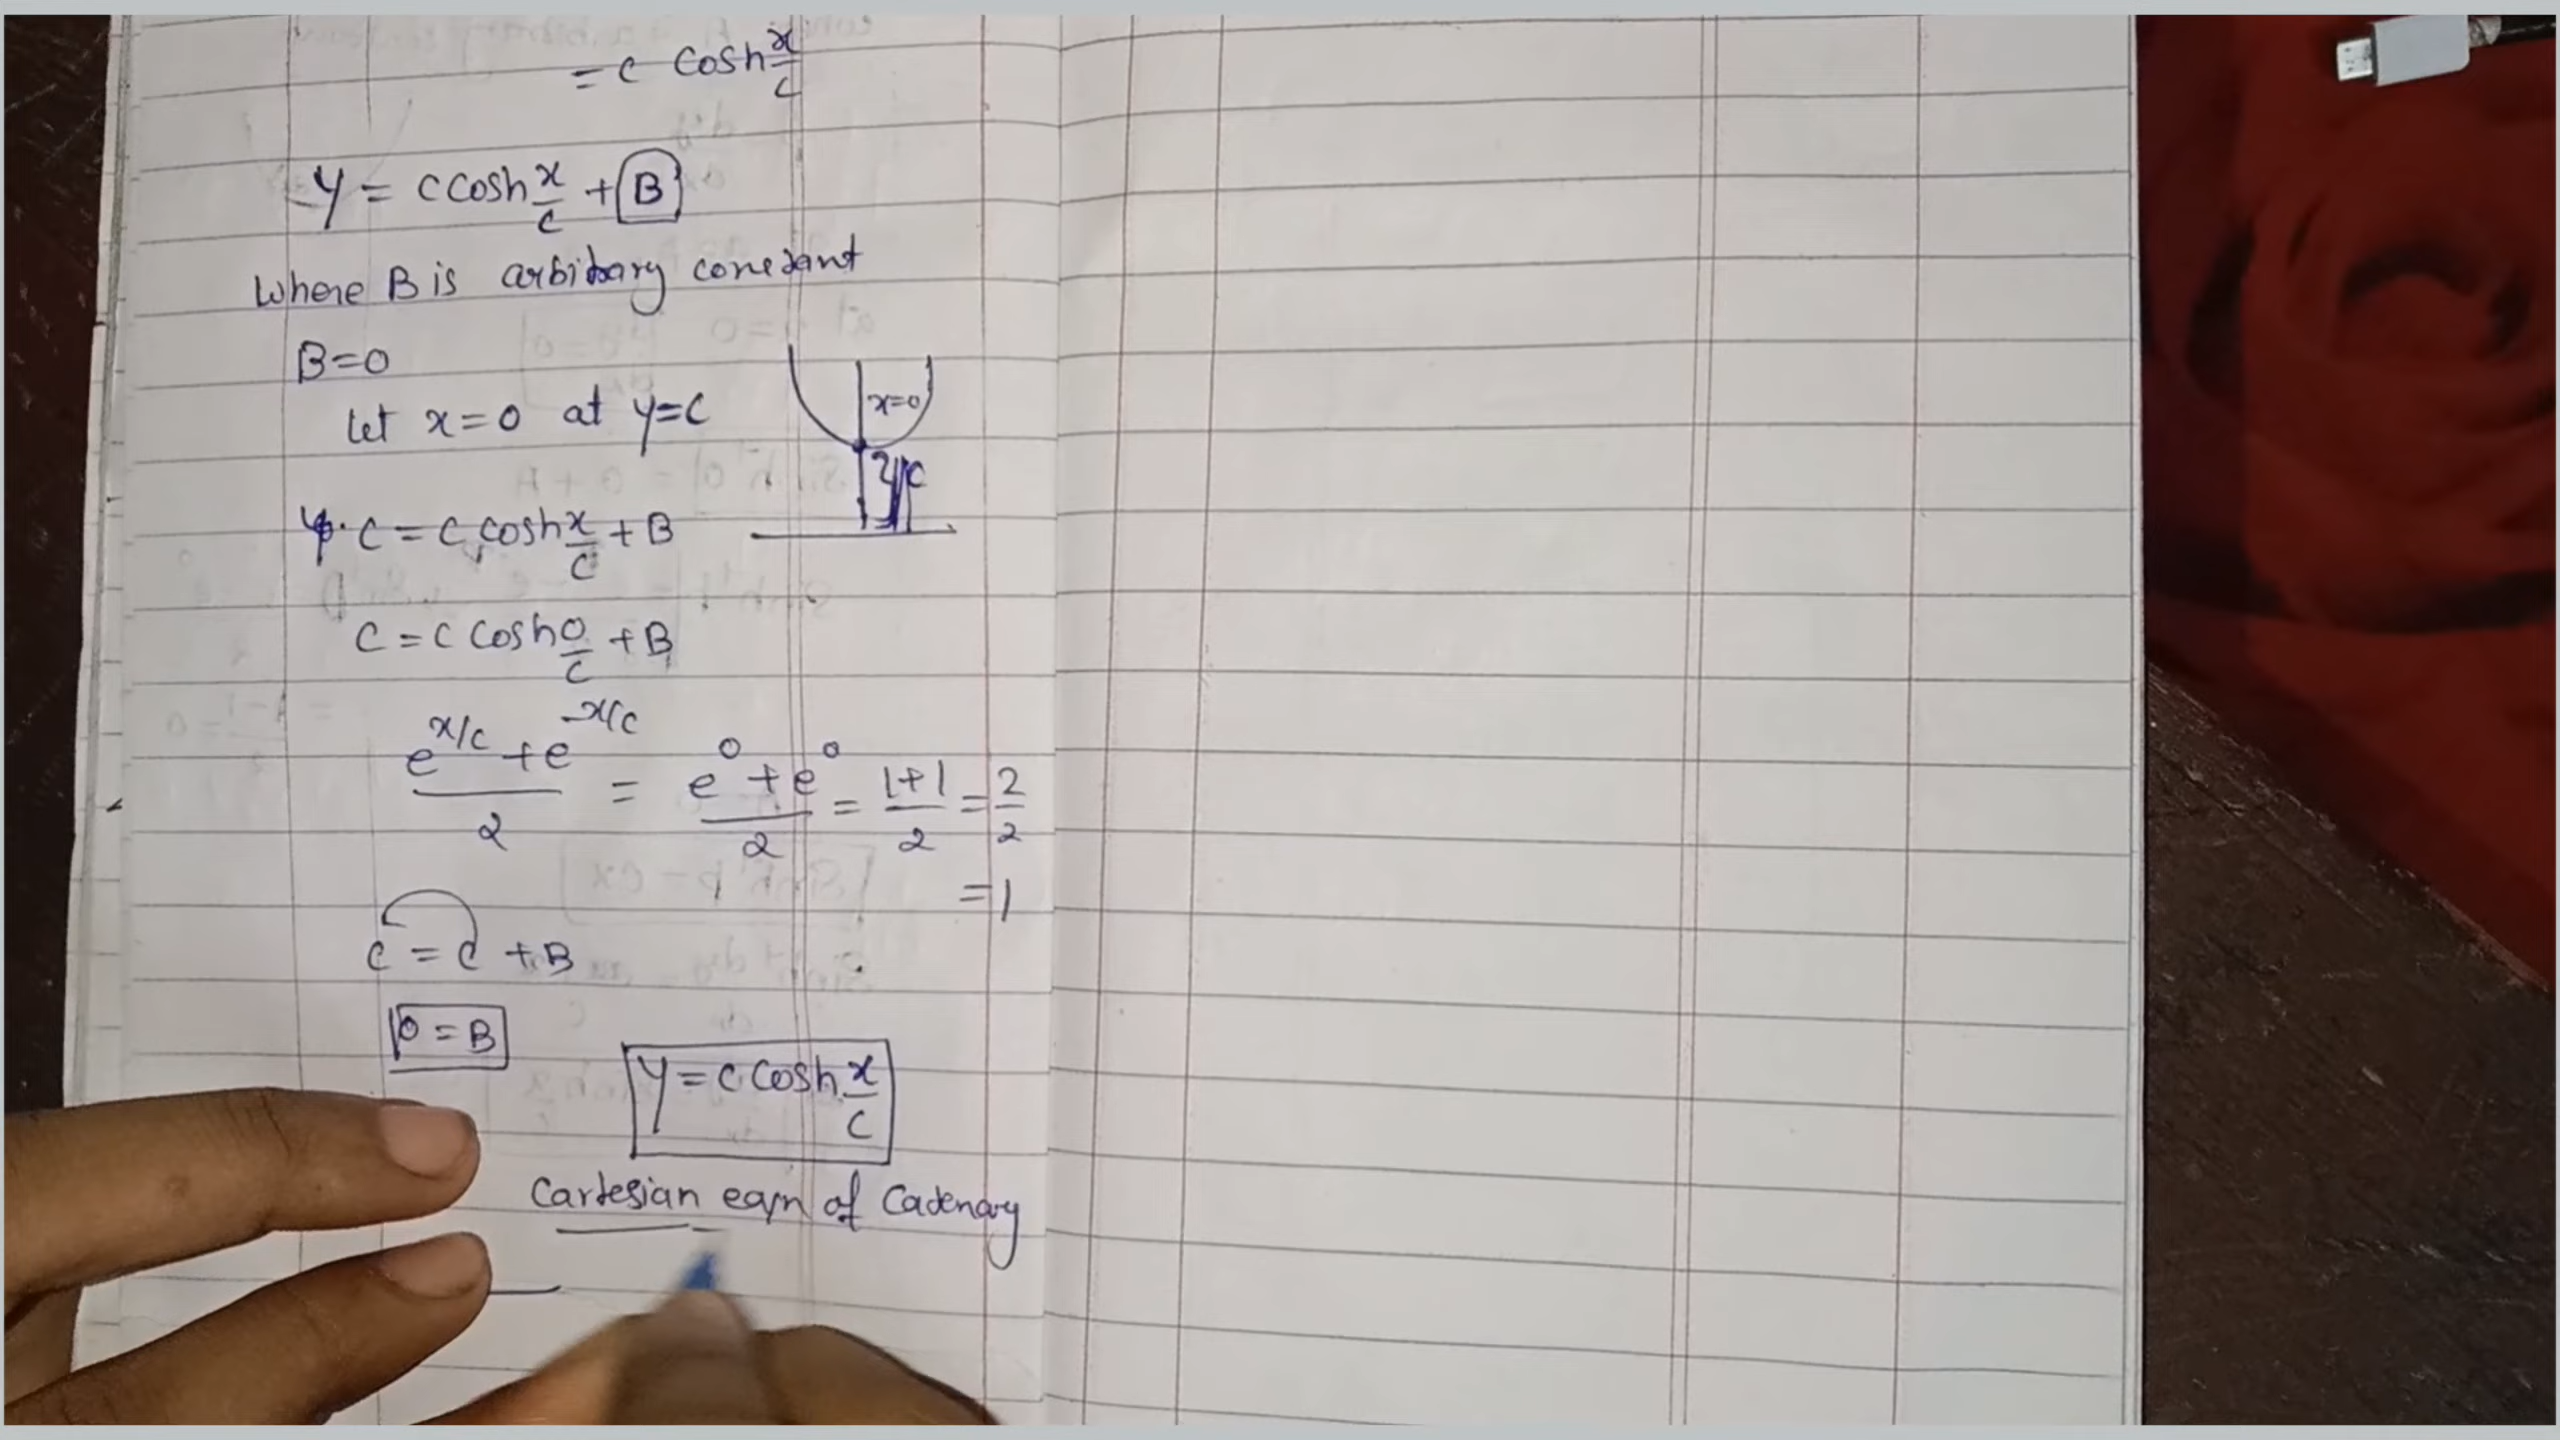 = c cosh x/c
y = c cosh x/c + B
Where B is arbitrary constant
B=0
let x=0 at y=c
x=0
y. c = c cosh x/c + B
c = c cosh 0/c + B
(e^x/c + e^-x/c)/2 = (e^0 + e^0)/2 = (1+1)/2 = 2/2
=1
c = c + B
0 = B
y = c cosh x/c
Cartesian eqn of Catenary